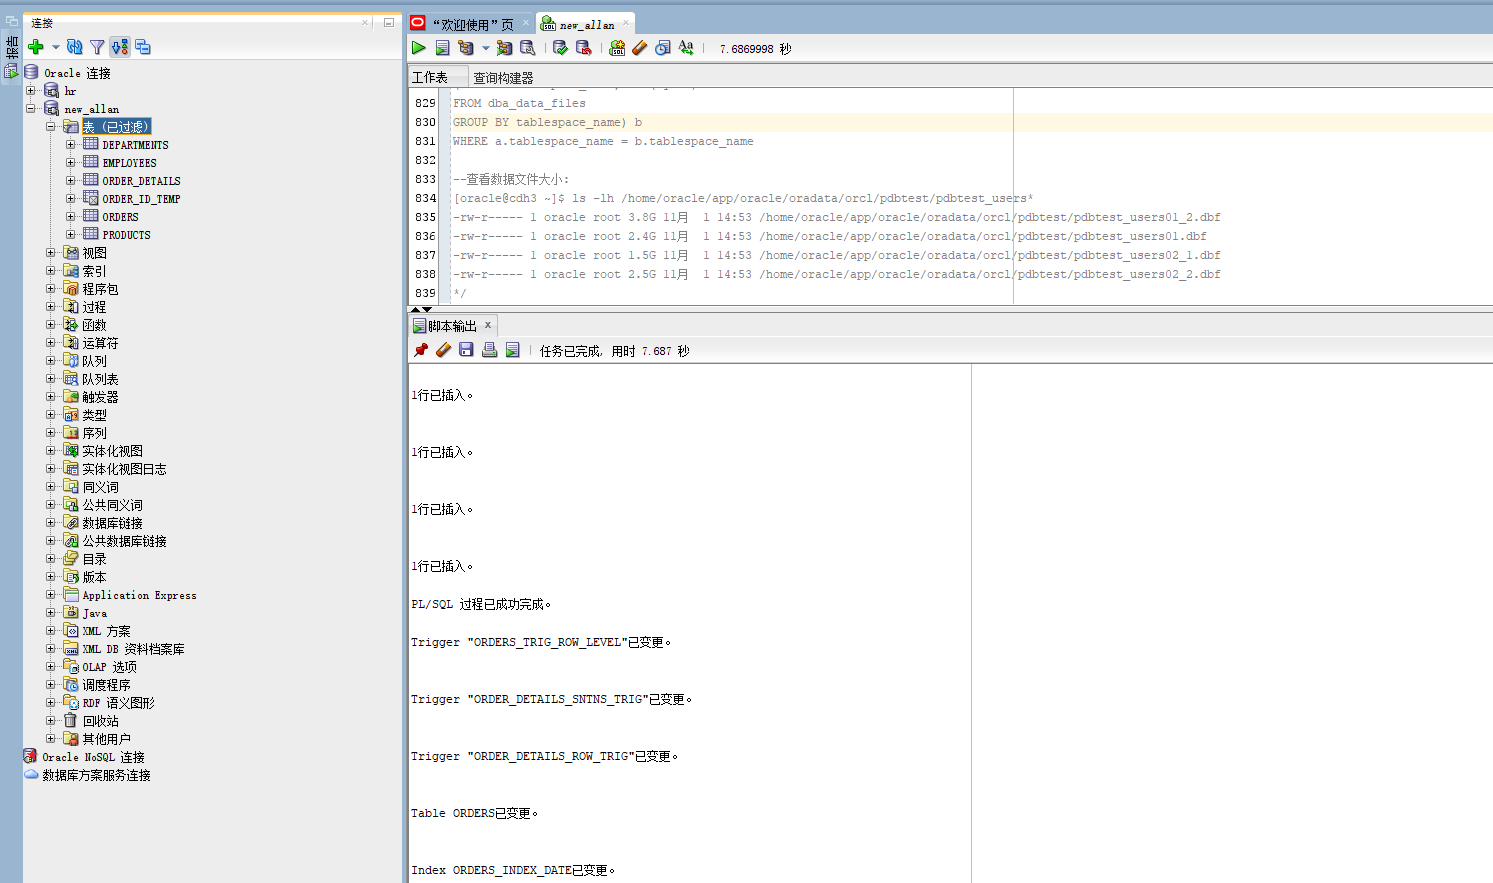 连接
报告
Oracle 连接
hr
new_allan
表 (已过滤)
DEPARTMENTS
EMPLOYEES
ORDER_DETAILS
ORDER_ID_TEMP
ORDERS
PRODUCTS
视图
索引
程序包
过程
函数
运算符
队列
队列表
触发器
类型
序列
实体化视图
实体化视图日志
同义词
公共同义词
数据库链接
公共数据库链接
目录
版本
Application Express
Java
XML 方案
XML DB 资料档案库
OLAP 选项
调度程序
RDF 语义图形
回收站
其他用户
Oracle NoSQL 连接
数据库方案服务连接
“欢迎使用”页
new_allan
7.6869998 秒
工作表
查询构建器
829 FROM dba_data_files
830 GROUP BY tablespace_name) b
831 WHERE a.tablespace_name = b.tablespace_name
832
833 --查看数据文件大小:
834 [oracle@cdh3 ~]$ ls -lh /home/oracle/app/oracle/oradata/orcl/pdbtest/pdbtest_users*
835 -rw-r----- 1 oracle root 3.8G 11月  1 14:53 /home/oracle/app/oracle/oradata/orcl/pdbtest/pdbtest_users01_2.dbf
836 -rw-r----- 1 oracle root 2.4G 11月  1 14:53 /home/oracle/app/oracle/oradata/orcl/pdbtest/pdbtest_users01.dbf
837 -rw-r----- 1 oracle root 1.5G 11月  1 14:53 /home/oracle/app/oracle/oradata/orcl/pdbtest/pdbtest_users02_1.dbf
838 -rw-r----- 1 oracle root 2.5G 11月  1 14:53 /home/oracle/app/oracle/oradata/orcl/pdbtest/pdbtest_users02_2.dbf
839 */
脚本输出
任务已完成, 用时 7.687 秒
1行已插入。
1行已插入。
1行已插入。
1行已插入。
PL/SQL 过程已成功完成。
Trigger "ORDERS_TRIG_ROW_LEVEL"已变更。
Trigger "ORDER_DETAILS_SNTNS_TRIG"已变更。
Trigger "ORDER_DETAILS_ROW_TRIG"已变更。
Table ORDERS已变更。
Index ORDERS_INDEX_DATE已变更。